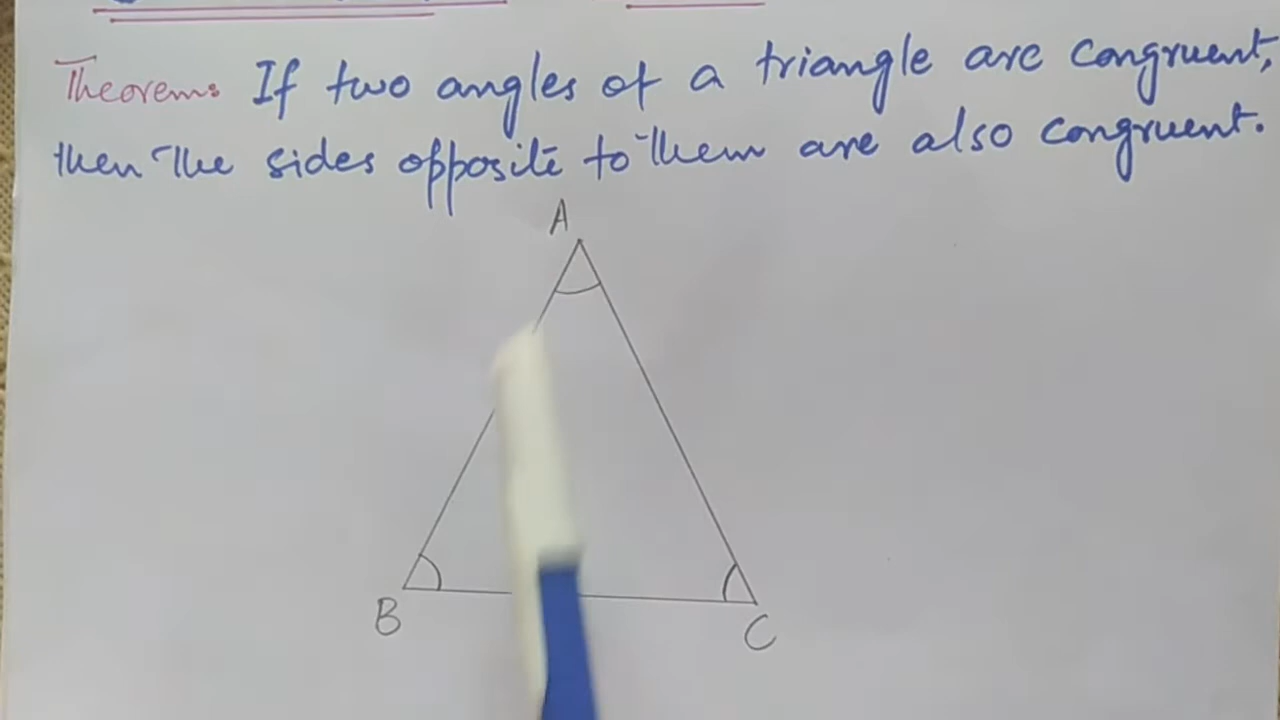 Theorem. If two angles of a triangle are congruent,
then the sides opposite to them are also congruent.
A
B
C